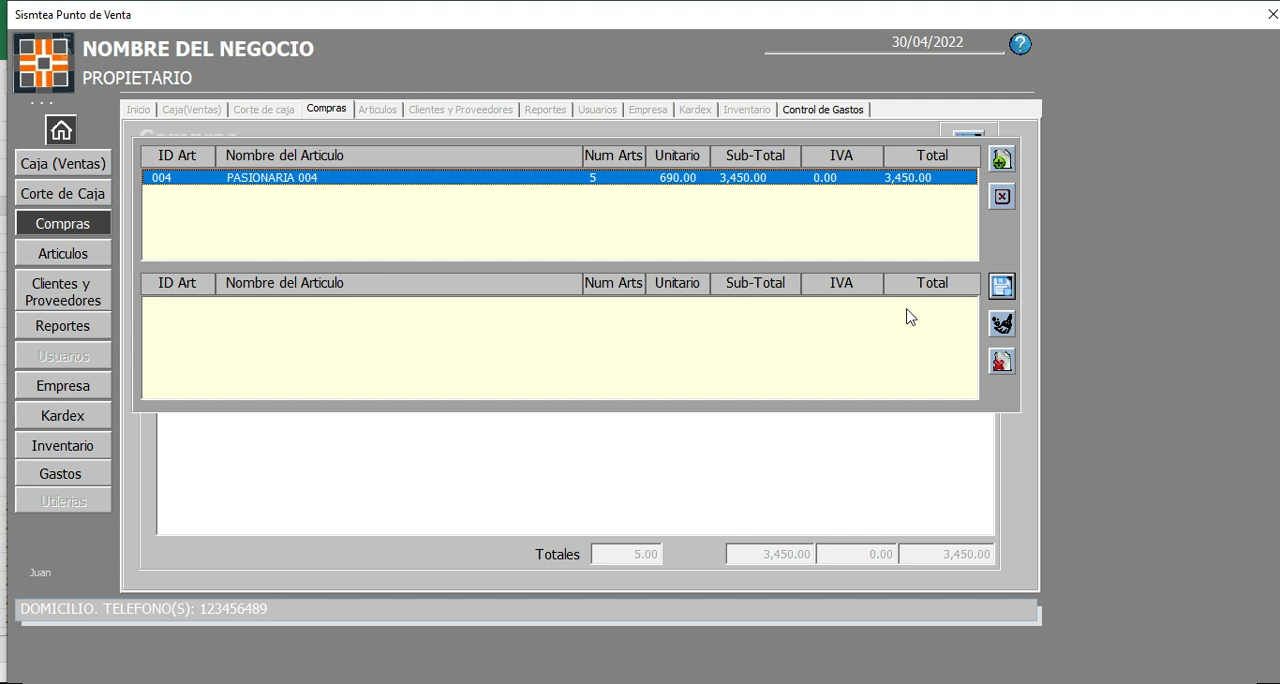 Sismtea Punto de Venta
NOMBRE DEL NEGOCIO
PROPIETARIO
30/04/2022
?
Inicio Caja(Ventas) Corte de caja Compras Articulos Clientes y Proveedores Reportes Usuarios Empresa Kardex Inventario Control de Gastos
Compras
Caja (Ventas)
Corte de Caja
Compras
Articulos
Clientes y
Proveedores
Reportes
Usuarios
Empresa
Kardex
Inventario
Gastos
Utilerias
Juan
ID Art Nombre del Articulo Num Arts Unitario Sub-Total IVA Total
004 PASIONARIA 004 5 690.00 3,450.00 0.00 3,450.00
ID Art Nombre del Articulo Num Arts Unitario Sub-Total IVA Total
Totales 5.00 3,450.00 0.00 3,450.00
DOMICILIO. TELEFONO(S): 123456489